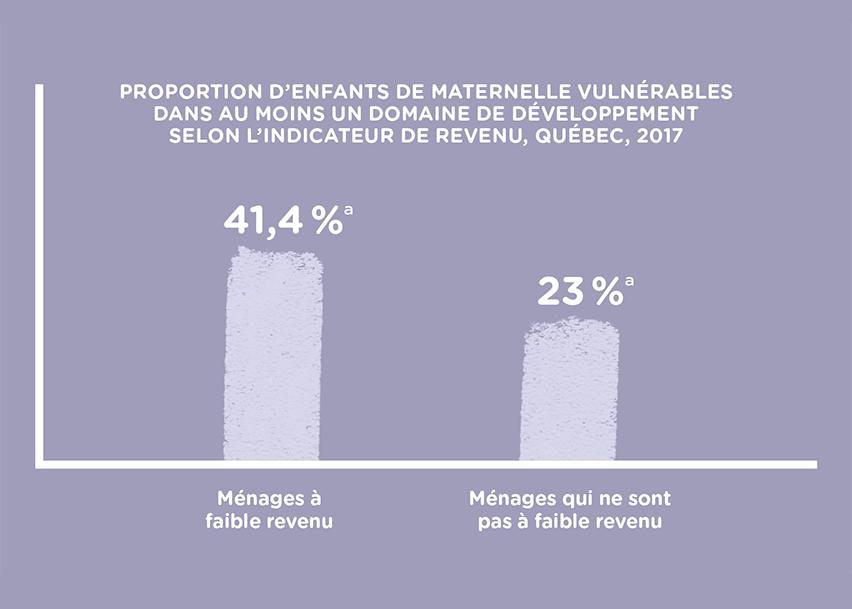 PROPORTION D’ENFANTS DE MATERNELLE VULNÉRABLES
DANS AU MOINS UN DOMAINE DE DÉVELOPPEMENT
SELON L’INDICATEUR DE REVENU, QUÉBEC, 2017
41,4 %ª
23 %ª
Ménages à
faible revenu
Ménages qui ne sont
pas à faible revenu